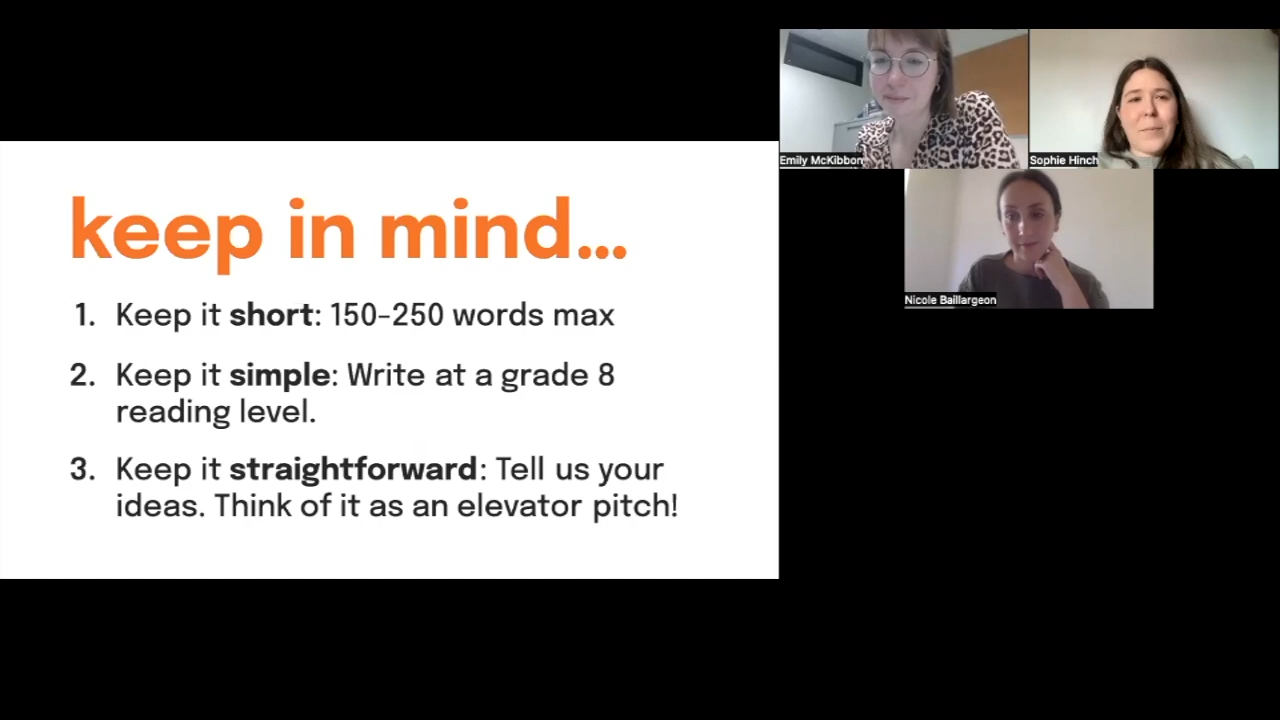 keep in mind...
1. Keep it short: 150-250 words max
2. Keep it simple: Write at a grade 8
reading level.
3. Keep it straightforward: Tell us your
ideas. Think of it as an elevator pitch!
Emily McKibbon
Sophie Hinch
Nicole Baillargeon